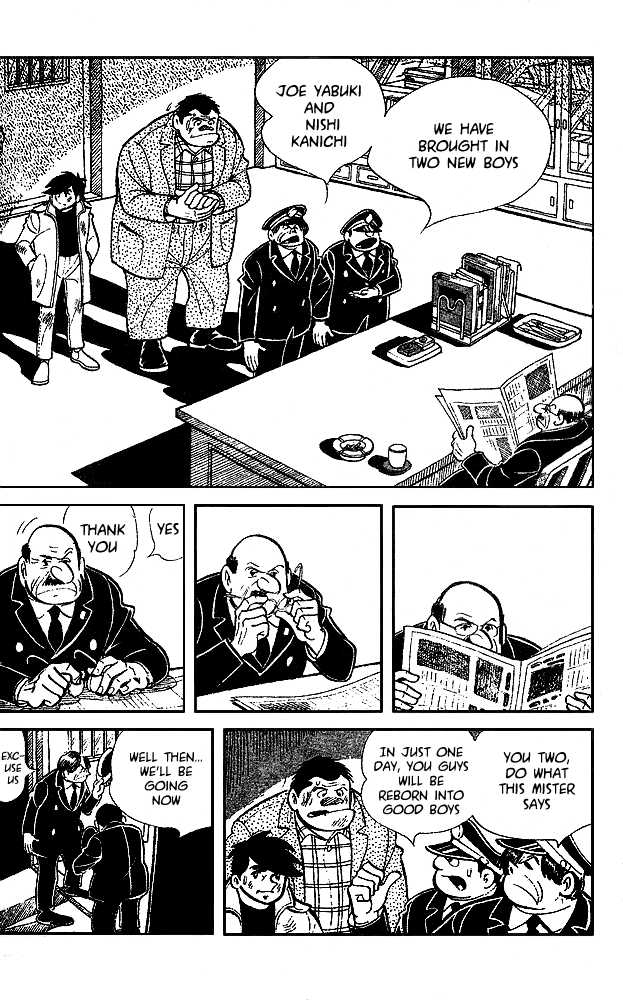 WE HAVE
BROUGHT IN
TWO NEW BOYS
JOE YABUKI
AND
NISHI
KANICHI
YES
THANK
YOU
YOU TWO,
DO WHAT
THIS MISTER
SAYS
IN JUST ONE
DAY, YOU GUYS
WILL BE
REBORN INTO
GOOD BOYS
WELL THEN...
WE'LL BE
GOING
NOW
EXC-
USE
US